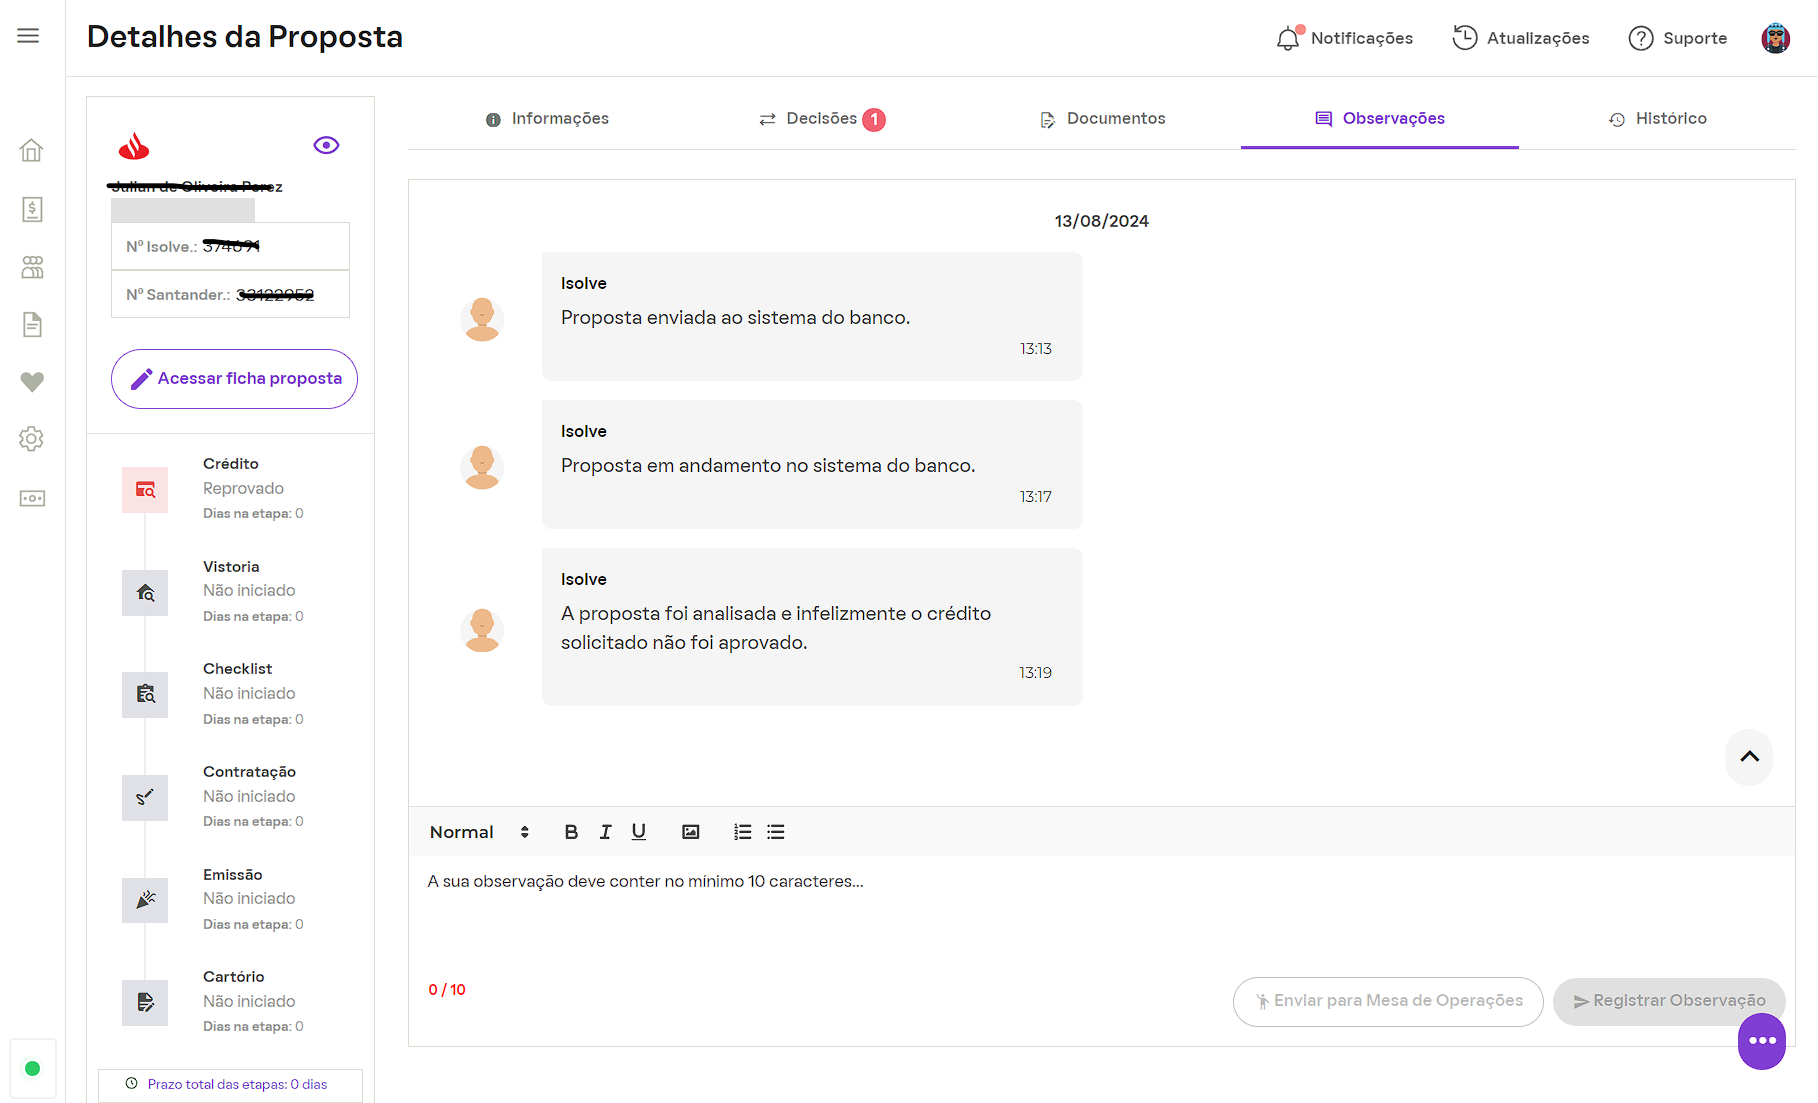 Detalhes da Proposta
Notificações
Atualizações
Suporte
Informações
Decisões 1
Documentos
Observações
Histórico
Nº Isolve.:
Nº Santander.:
Acessar ficha proposta
Crédito
Reprovado
Dias na etapa: 0
Vistoria
Não iniciado
Dias na etapa: 0
Checklist
Não iniciado
Dias na etapa: 0
Contratação
Não iniciado
Dias na etapa: 0
Emissão
Não iniciado
Dias na etapa: 0
Cartório
Não iniciado
Dias na etapa: 0
Prazo total das etapas: 0 dias
13/08/2024
Isolve
Proposta enviada ao sistema do banco.
13:13
Isolve
Proposta em andamento no sistema do banco.
13:17
Isolve
A proposta foi analisada e infelizmente o crédito
solicitado não foi aprovado.
13:19
Normal
B I U
A sua observação deve conter no mínimo 10 caracteres...
0 / 10
Enviar para Mesa de Operações
Registrar Observação